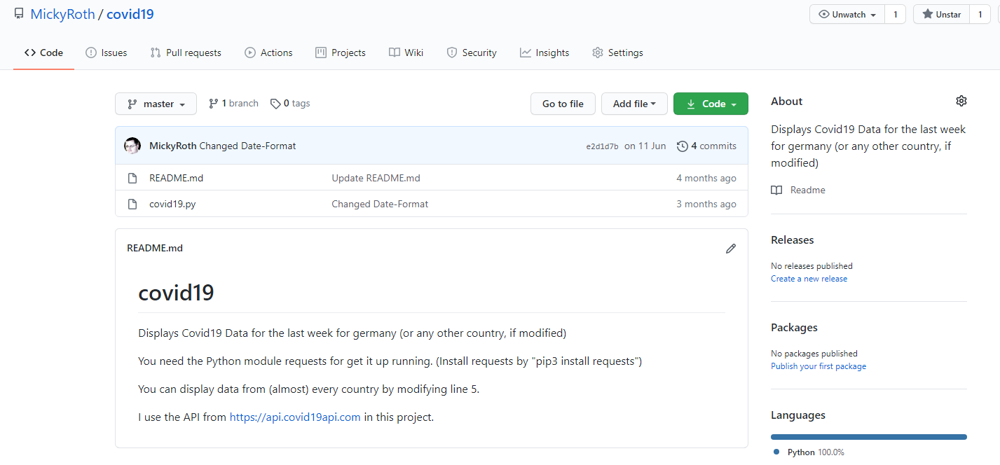 MickyRoth / covid19
Unwatch 1 Unstar 1
Code Issues Pull requests Actions Projects Wiki Security Insights Settings
master 1 branch 0 tags Go to file Add file Code
MickyRoth Changed Date-Format e2d1d7b on 11 Jun 4 commits
README.md Update README.md 4 months ago
covid19.py Changed Date-Format 3 months ago
README.md
covid19
Displays Covid19 Data for the last week for germany (or any other country, if modified)
You need the Python module requests for get it up running. (Install requests by "pip3 install requests")
You can display data from (almost) every country by modifying line 5.
I use the API from https://api.covid19api.com in this project.
About
Displays Covid19 Data for the last week
for germany (or any other country, if
modified)
Readme
Releases
No releases published
Create a new release
Packages
No packages published
Publish your first package
Languages
Python 100.0%